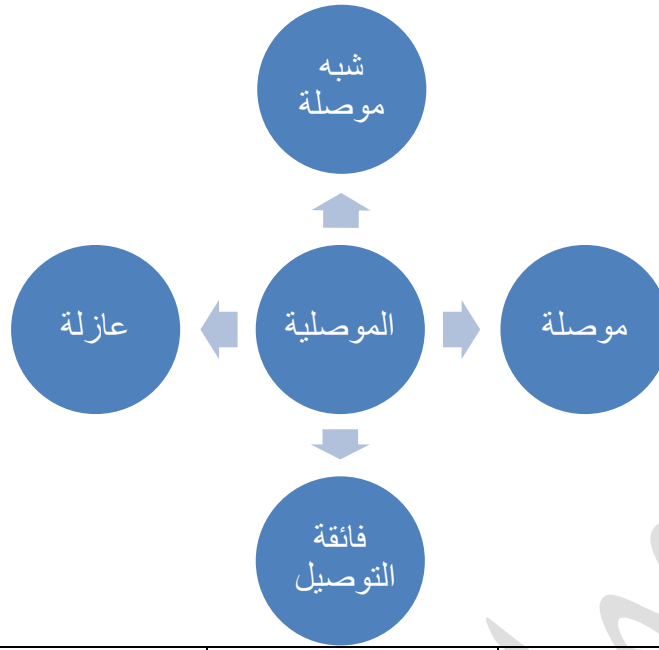 شبه
موصلة
موصلة
الموصلية
عازلة
فائقة
التوصيل